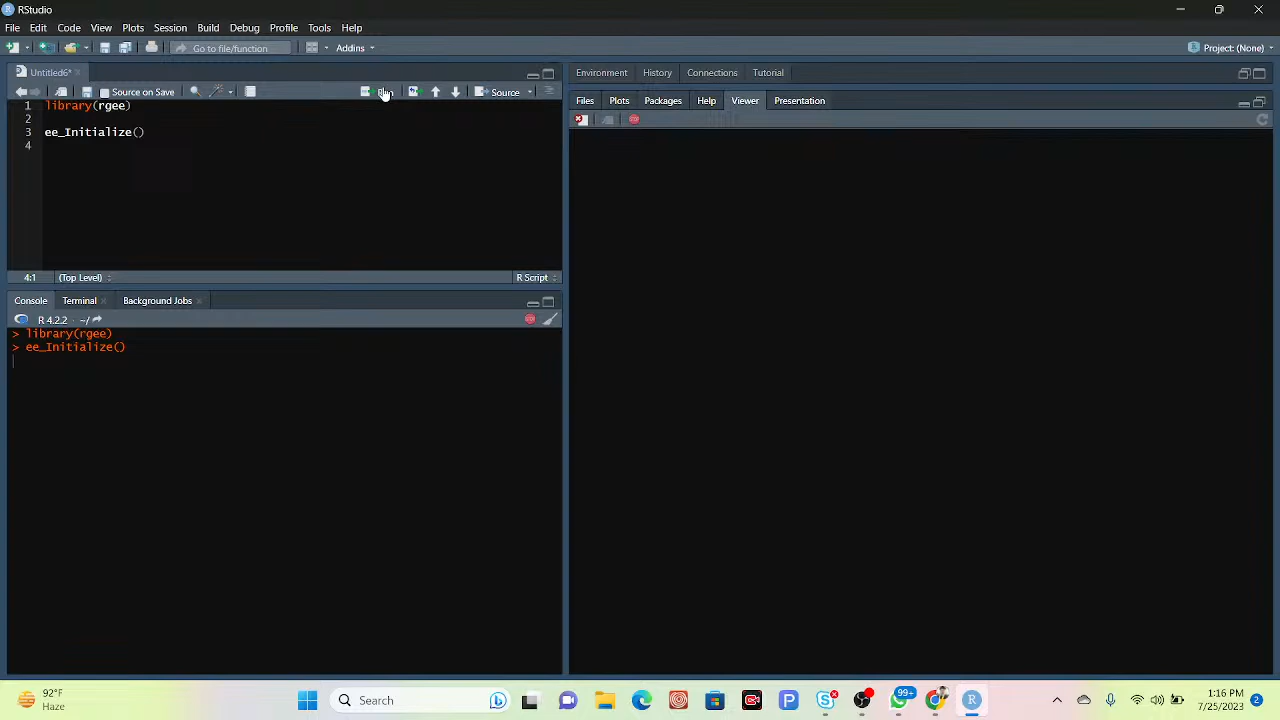 RStudio
File Edit Code View Plots Session Build Debug Profile Tools Help
Go to file/function Addins Project: (None)
Untitled6*
Source on Save Source
1 library(rgee)
2
3 ee_Initialize()
4
4:1 (Top Level) R Script
Console Terminal Background Jobs
R 4.2.2 · ~/
> library(rgee)
> ee_Initialize()
Environment History Connections Tutorial
Files Plots Packages Help Viewer Presentation
92°F
Haze
Search
99+
1:16 PM
7/25/2023
2